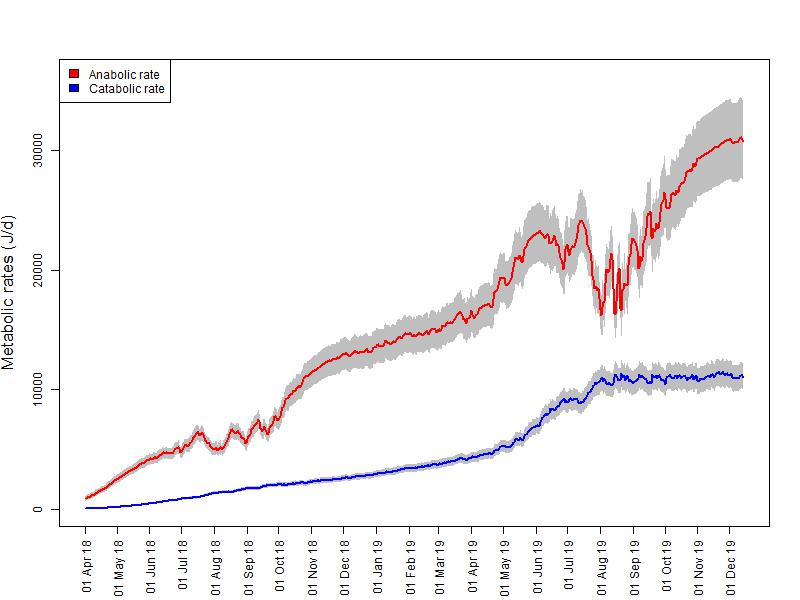 Anabolic rate
Catabolic rate
Metabolic rates (J/d)
30000
20000
10000
0
01 Apr 18
01 May 18
01 Jun 18
01 Jul 18
01 Aug 18
01 Sep 18
01 Oct 18
01 Nov 18
01 Dec 18
01 Jan 19
01 Feb 19
01 Mar 19
01 Apr 19
01 May 19
01 Jun 19
01 Jul 19
01 Aug 19
01 Sep 19
01 Oct 19
01 Nov 19
01 Dec 19